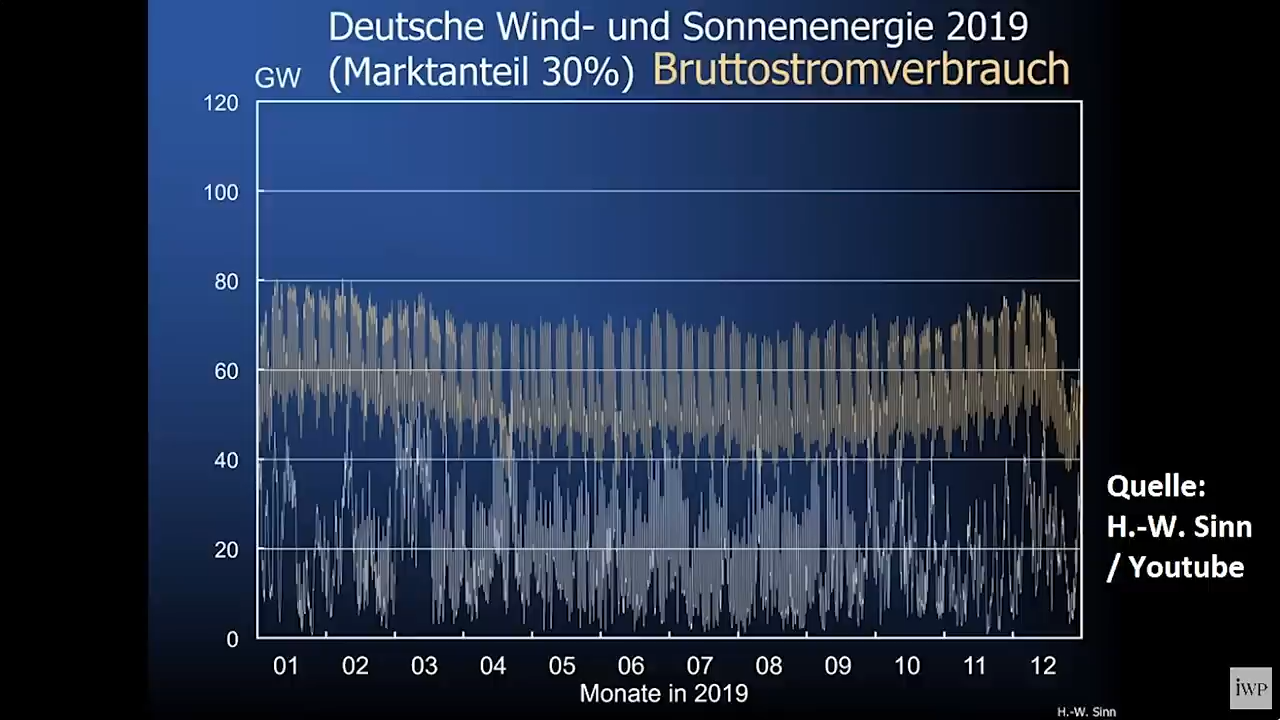 Deutsche Wind- und Sonnenenergie 2019
GW (Marktanteil 30%) Bruttostromverbrauch
120
100
80
60
40
20
0
01 02 03 04 05 06 07 08 09 10 11 12
Monate in 2019
H.-W. Sinn
Quelle:
H.-W. Sinn
/ Youtube
iWP